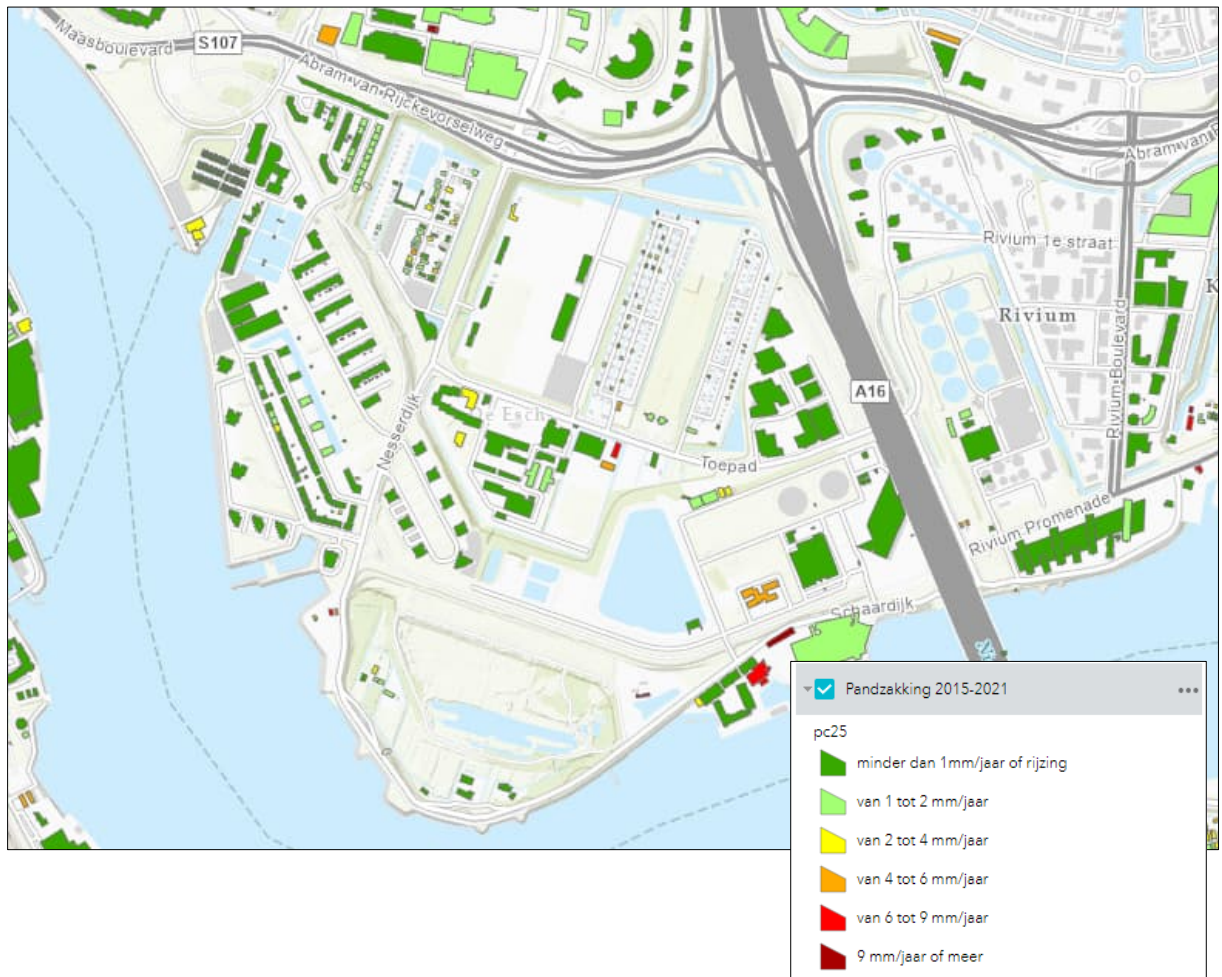 Maasboulevard
S107
Abram van Rijckevorselweg
Abram van
Rivium 1e straat
Rivium
K
Rivium Boulevard
A16
Nesserdijk
Toepad
Rivium Promenade
Schaardijk
Pandzakking 2015-2021
pc25
minder dan 1mm/jaar of rijzing
van 1 tot 2 mm/jaar
van 2 tot 4 mm/jaar
van 4 tot 6 mm/jaar
van 6 tot 9 mm/jaar
9 mm/jaar of meer